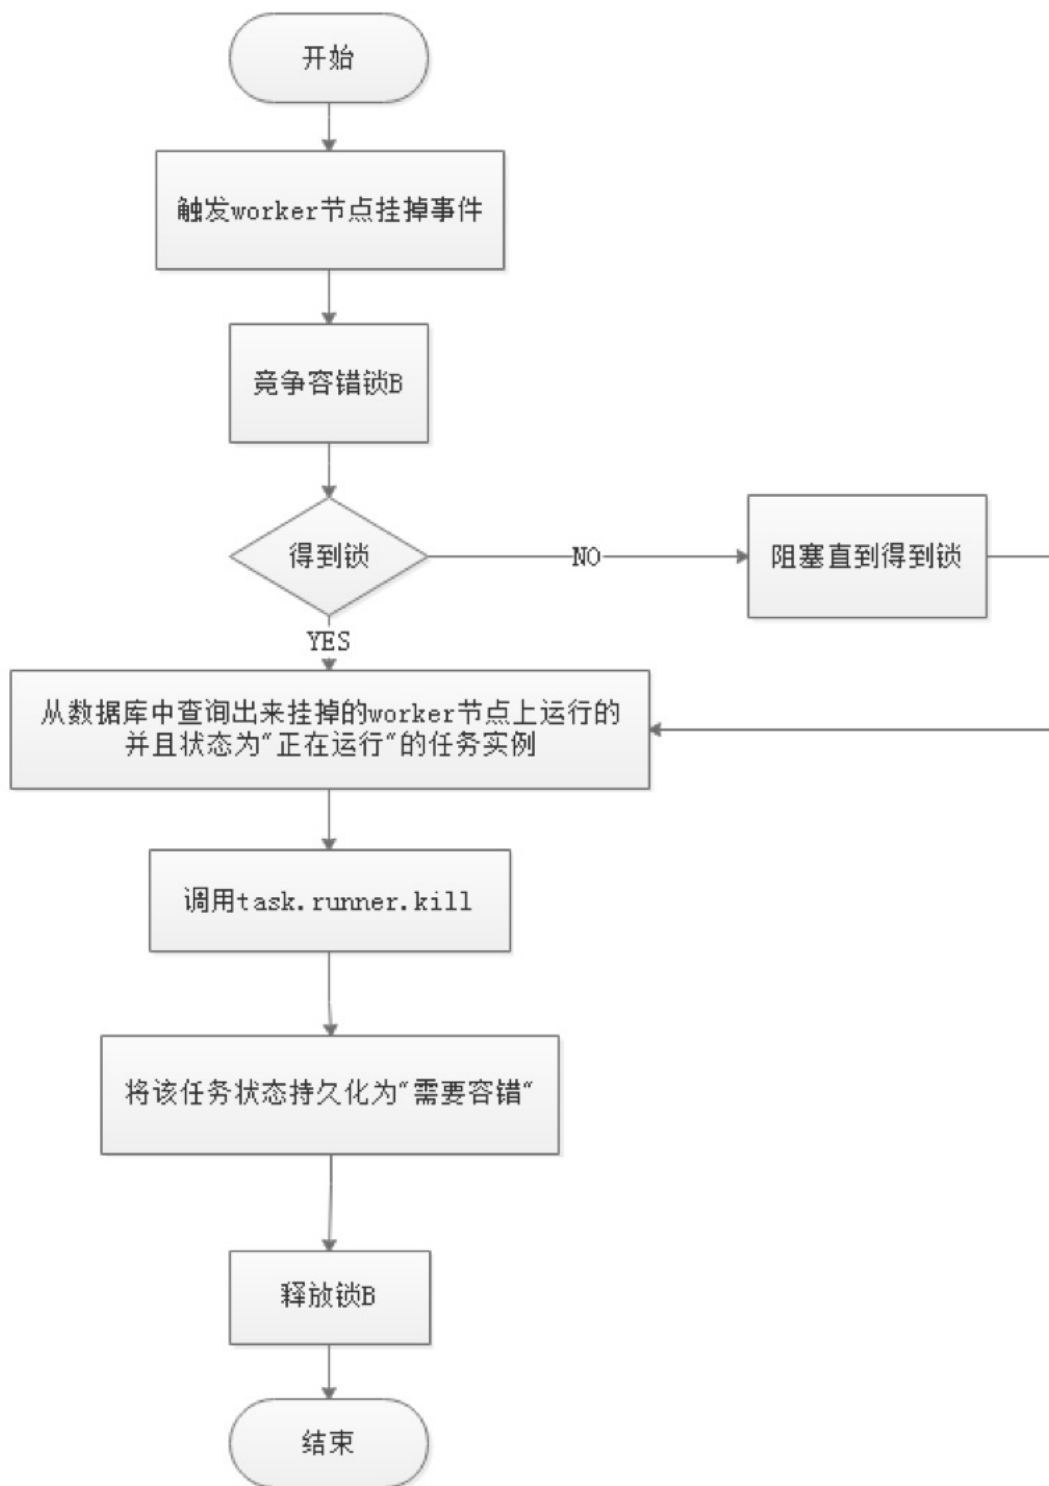 开始
触发worker节点挂掉事件
竞争容错锁B
得到锁
NO
阻塞直到得到锁
YES
从数据库中查询出来挂掉的worker节点上运行的
并且状态为“正在运行”的任务实例
调用task.runner.kill
将该任务状态持久化为“需要容错“
释放锁B
结束